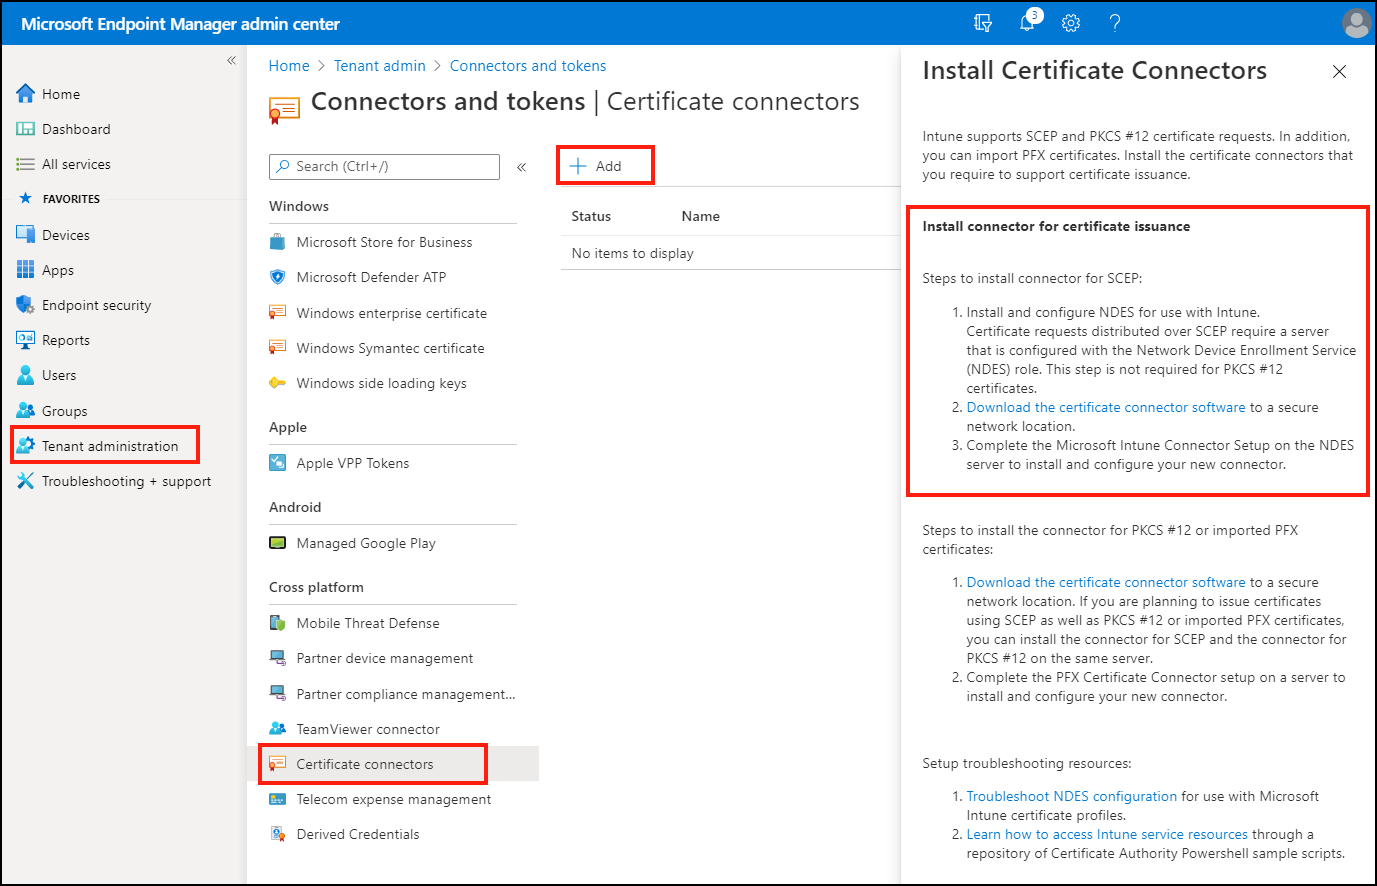 Microsoft Endpoint Manager admin center
3
Home
Dashboard
All services
FAVORITES
Devices
Apps
Endpoint security
Reports
Users
Groups
Tenant administration
Troubleshooting + support
Home > Tenant admin > Connectors and tokens
Connectors and tokens | Certificate connectors
Search (Ctrl+/)
Windows
Microsoft Store for Business
Microsoft Defender ATP
Windows enterprise certificate
Windows Symantec certificate
Windows side loading keys
Apple
Apple VPP Tokens
Android
Managed Google Play
Cross platform
Mobile Threat Defense
Partner device management
Partner compliance management...
TeamViewer connector
Certificate connectors
Telecom expense management
Derived Credentials
Add
Status Name
No items to display
Install Certificate Connectors
Intune supports SCEP and PKCS #12 certificate requests. In addition,
you can import PFX certificates. Install the certificate connectors that
you require to support certificate issuance.
Install connector for certificate issuance
Steps to install connector for SCEP:
1. Install and configure NDES for use with Intune.
Certificate requests distributed over SCEP require a server
that is configured with the Network Device Enrollment Service
(NDES) role. This step is not required for PKCS #12
certificates.
2. Download the certificate connector software to a secure
network location.
3. Complete the Microsoft Intune Connector Setup on the NDES
server to install and configure your new connector.
Steps to install the connector for PKCS #12 or imported PFX
certificates:
1. Download the certificate connector software to a secure
network location. If you are planning to issue certificates
using SCEP as well as PKCS #12 or imported PFX certificates,
you can install the connector for SCEP and the connector for
PKCS #12 on the same server.
2. Complete the PFX Certificate Connector setup on a server to
install and configure your new connector.
Setup troubleshooting resources:
1. Troubleshoot NDES configuration for use with Microsoft
Intune certificate profiles.
2. Learn how to access Intune service resources through a
repository of Certificate Authority Powershell sample scripts.